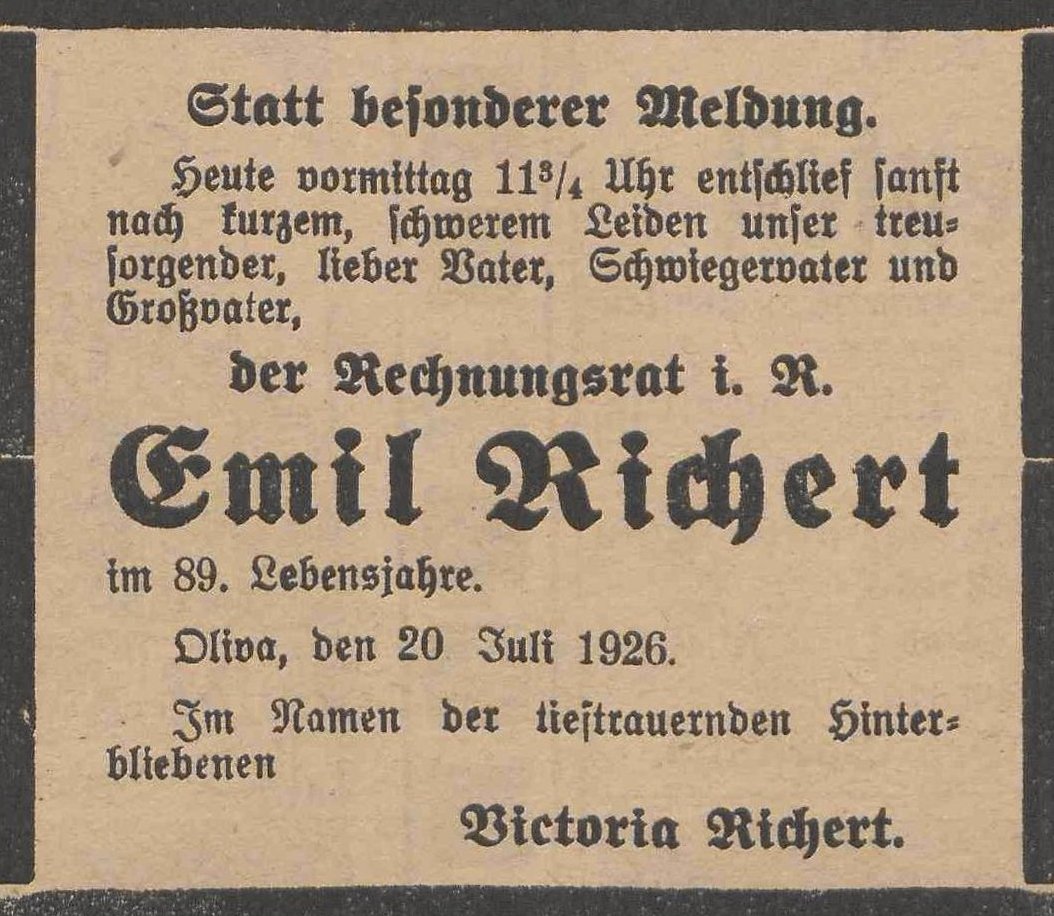 Statt besonderer Meldung.
Heute vormittag 11³/₄ Uhr entschlief sanft
nach kurzem, schwerem Leiden unser treu-
sorgender, lieber Vater, Schwiegervater und
Großvater,
der Rechnungsrat i. R.
Emil Richert
im 89. Lebensjahre.
Oliva, den 20 Juli 1926.
Im Namen der tieftrauernden Hinter-
bliebenen
Victoria Richert.